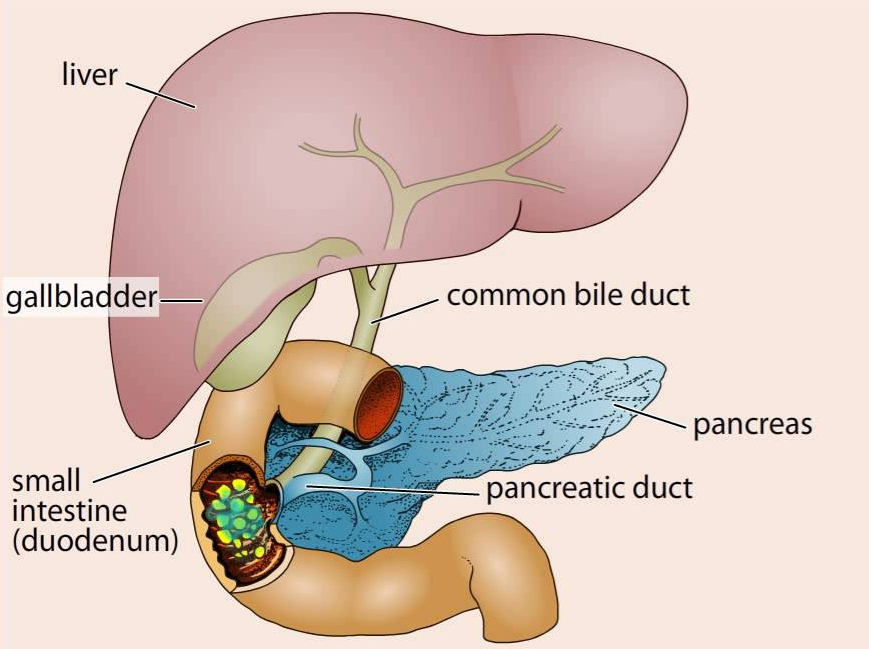 liver
gallbladder
common bile duct
pancreas
small
intestine
(duodenum)
pancreatic duct